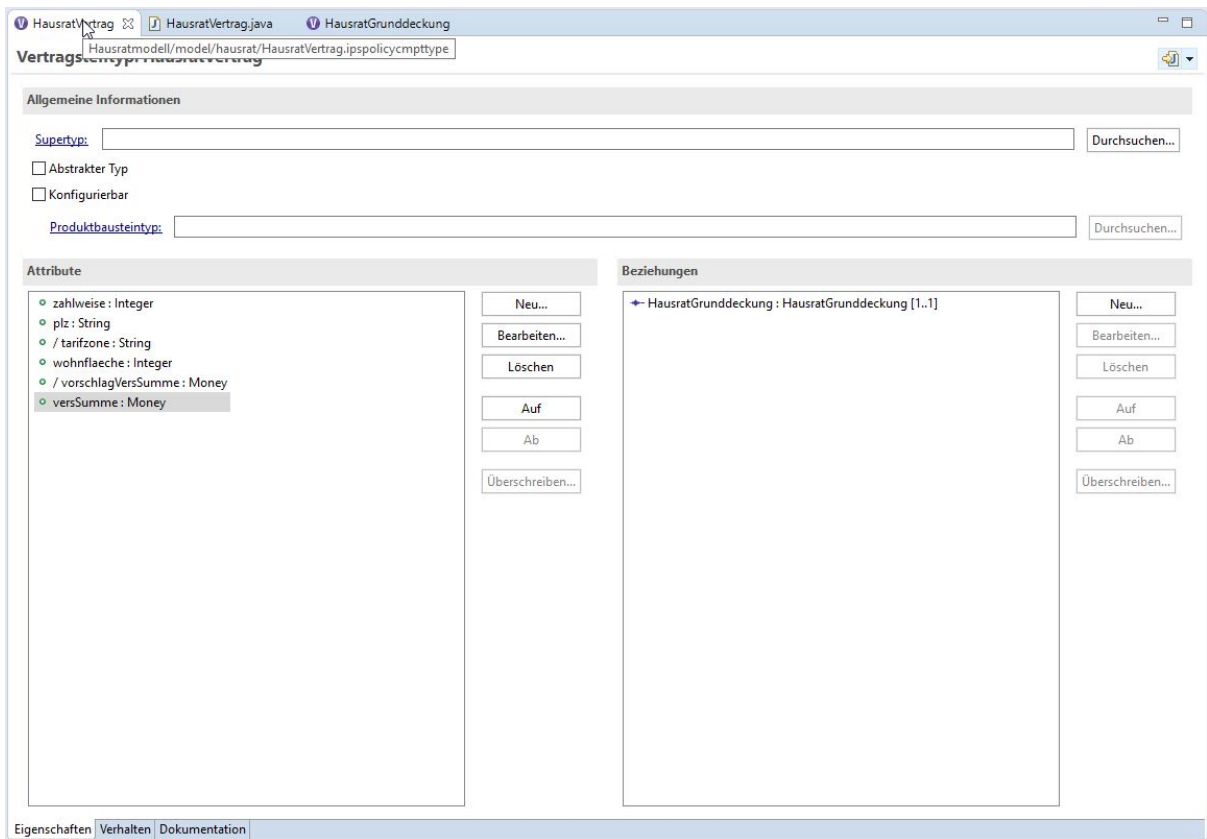 HausratVertrag HausratVertrag.java HausratGrunddeckung
Hausratmodell/model/hausrat/HausratVertrag.ipspolicycmpttype
Allgemeine Informationen
Supertyp: Durchsuchen...
Abstrakter Typ
Konfigurierbar
Produktbausteintyp: Durchsuchen...
Attribute Beziehungen
zahlweise : Integer Neu... HausratGrunddeckung : HausratGrunddeckung [1..1] Neu...
plz : String
Bearbeiten... Bearbeiten...
/ tarifzone : String
wohnflaeche : Integer Löschen Löschen
/ vorschlagVersSumme : Money
versSumme : Money Auf Auf
Ab Ab
Überschreiben... Überschreiben...
Eigenschaften Verhalten Dokumentation